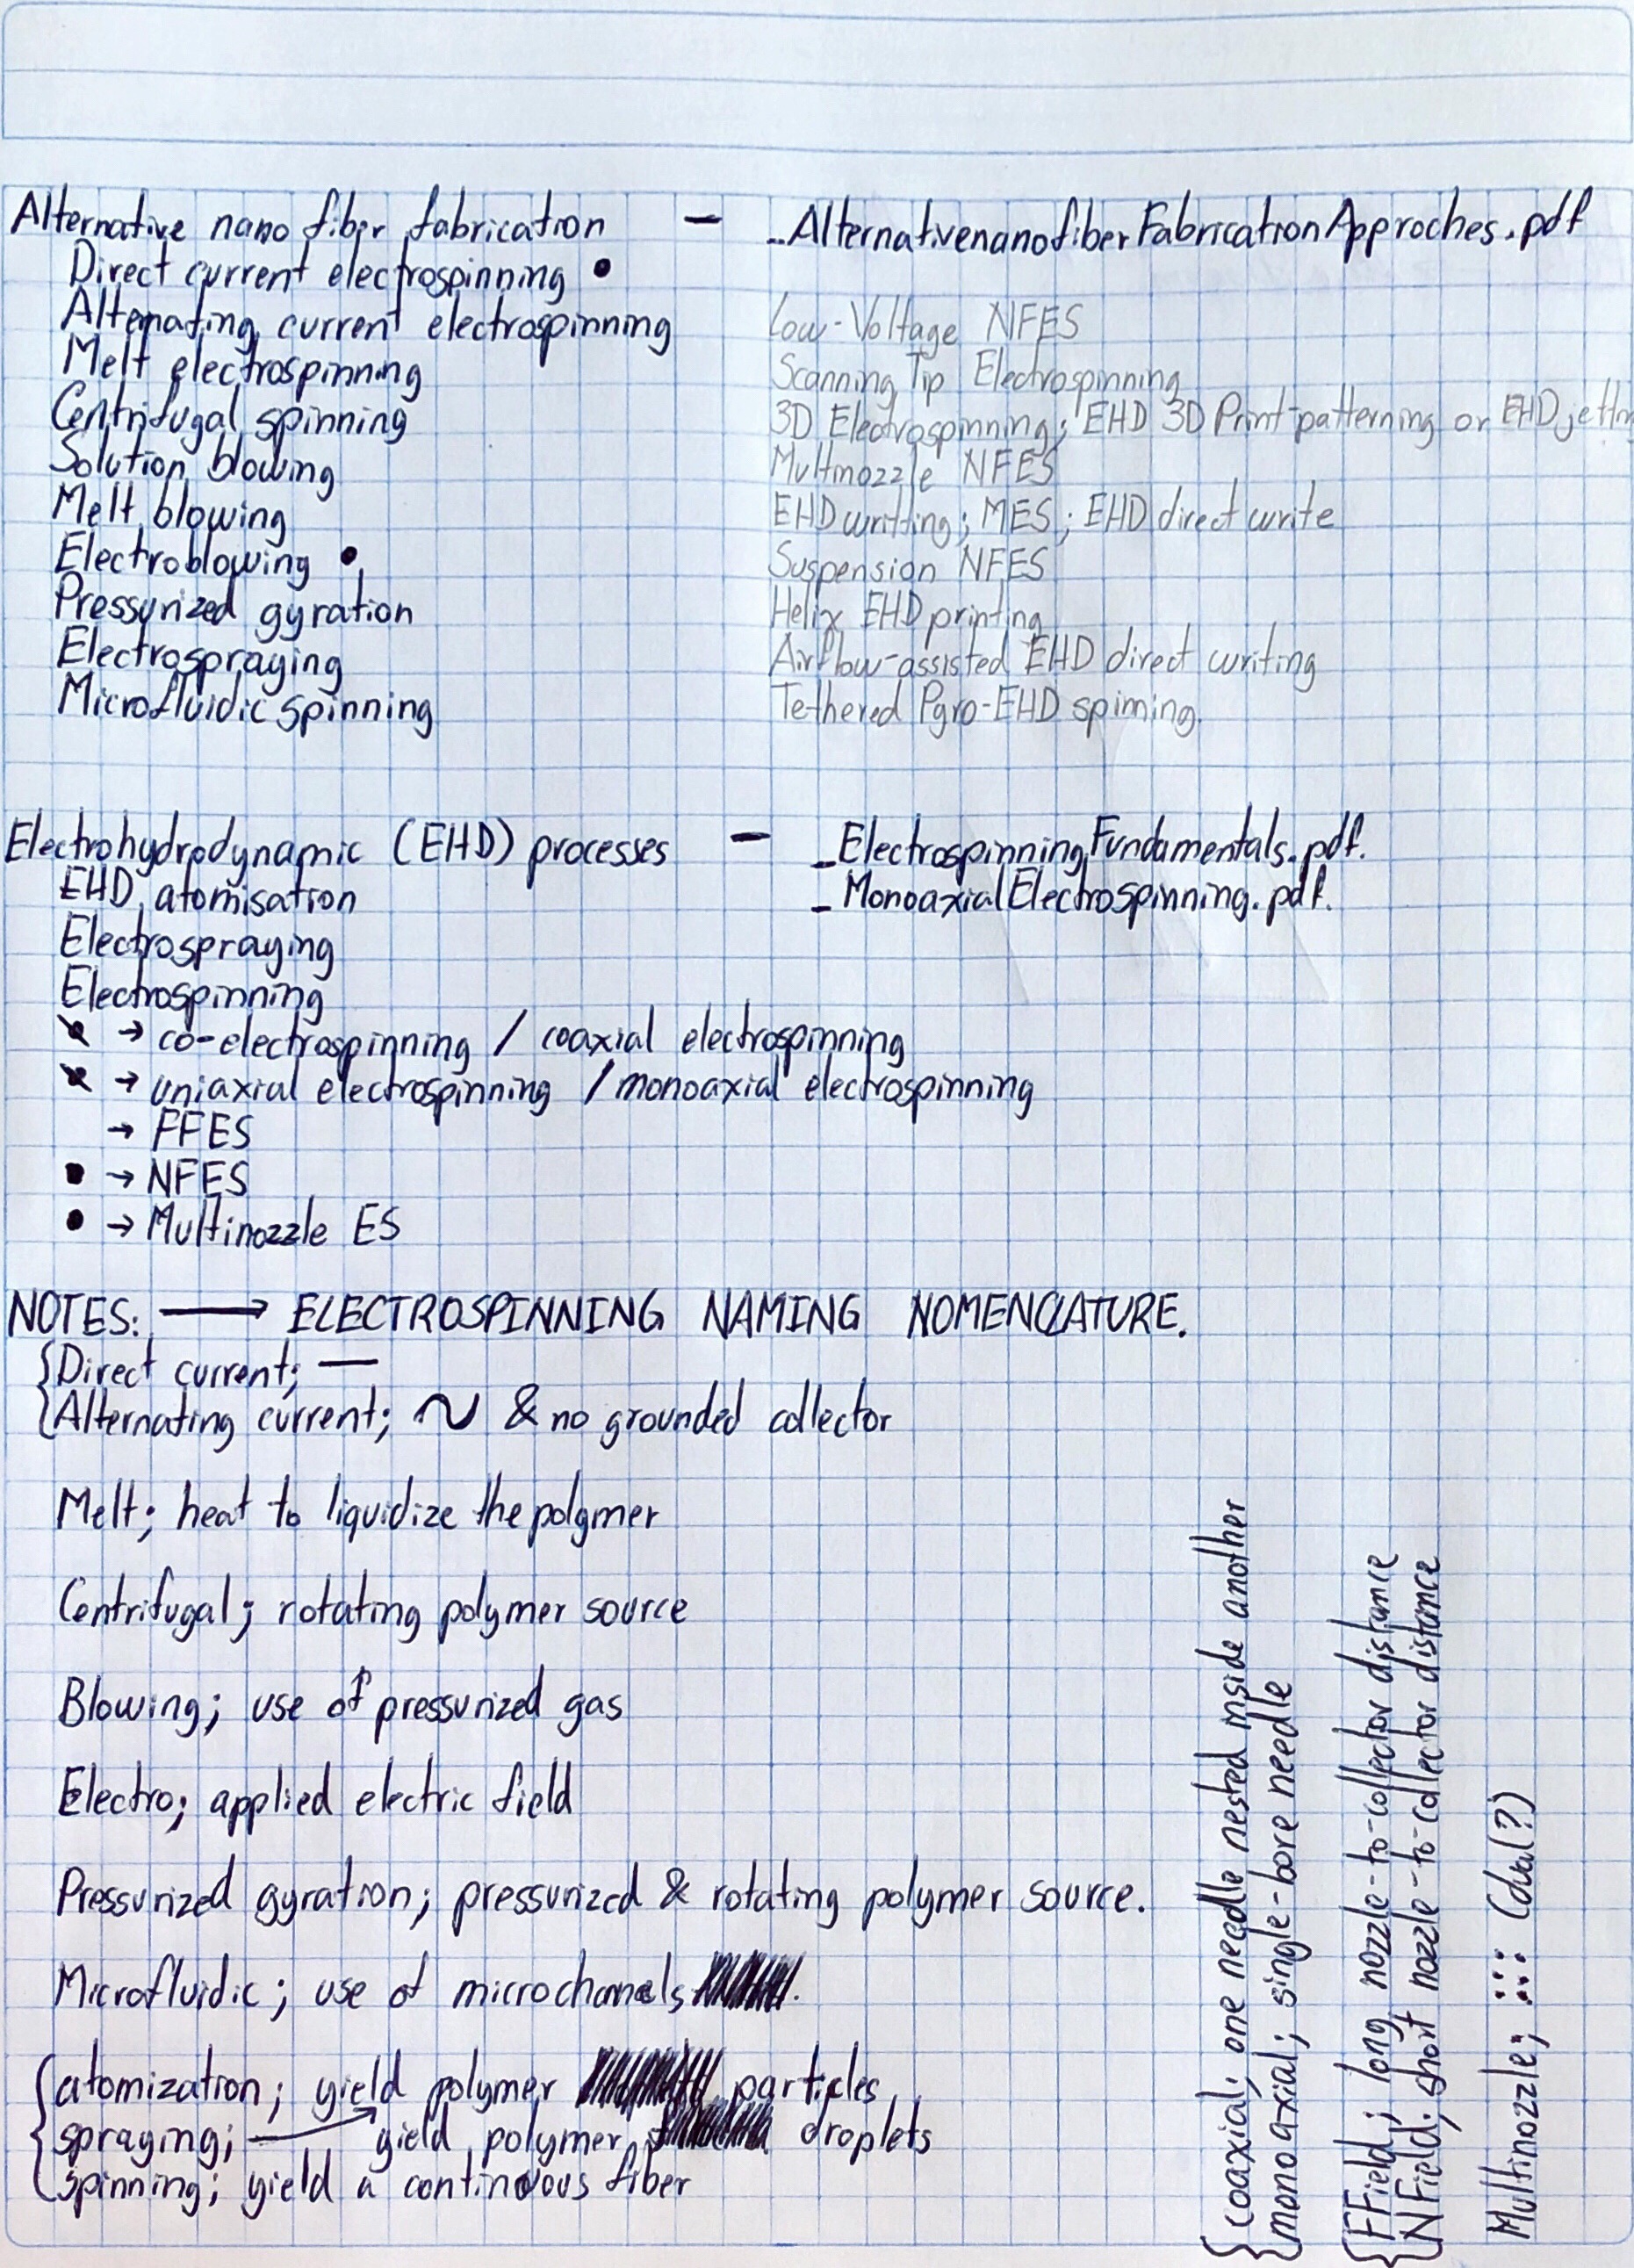 Alternative nano fiber fabrication — _AlternativenanofiberFabricationApproches.pdf
Direct current electrospinning •
Alternating current electrospinning
Melt electrospinning
Centrifugal spinning
Solution blowing
Melt blowing
Electroblowing •
Pressurized gyration
Electrospraying
Microfluidic spinning
Low-Voltage NFES
Scanning Tip Electrospinning
3D Electrospinning; EHD 3D Print-patterning or EHD jetting
Multinozzle NFES
EHD writting; MES; EHD direct write
Suspension NFES
Helix EHD printing
Airflow-assisted EHD direct writing
Tethered Pyro-EHD spinning.
Electrohydrodynamic (EHD) processes — _ElectrospinningFundamentals.pdf.
EHD atomisation _MonoaxialElectrospinning.pdf.
Electrospraying
Electrospinning
→ co-electrospinning / coaxial electrospinning
→ uniaxial electrospinning / monoaxial electrospinning
→ FFES
• → NFES
• → Multinozzle ES
NOTES: → ELECTROSPINNING NAMING NOMENCLATURE.
{Direct current; —
Alternating current; ~ & no grounded collector
Melt; heat to liquidize the polymer
Centrifugal; rotating polymer source
Blowing; use of pressurized gas
Electro; applied electric field
Pressurized gyration; pressurized & rotating polymer source.
Microfluidic; use of microchannels.
{atomization; yield polymer particles
spraying; → yield polymer droplets
spinning; yield a continuous fiber
{coaxial; one needle nested inside another
monoaxial; single-bore needle
{FField; long nozzle-to-collector distance
NField; short nozzle-to-collector distance
Multinozzle; ::: (dual?)